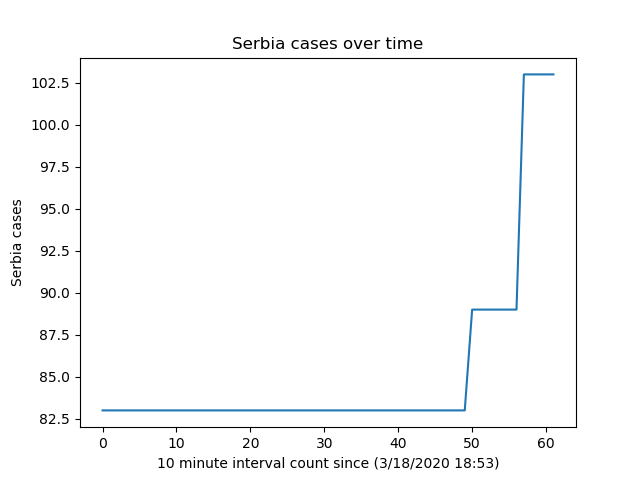 Serbia cases over time
102.5
100.0
97.5
95.0
92.5
90.0
87.5
85.0
82.5
Serbia cases
0 10 20 30 40 50 60
10 minute interval count since (3/18/2020 18:53)